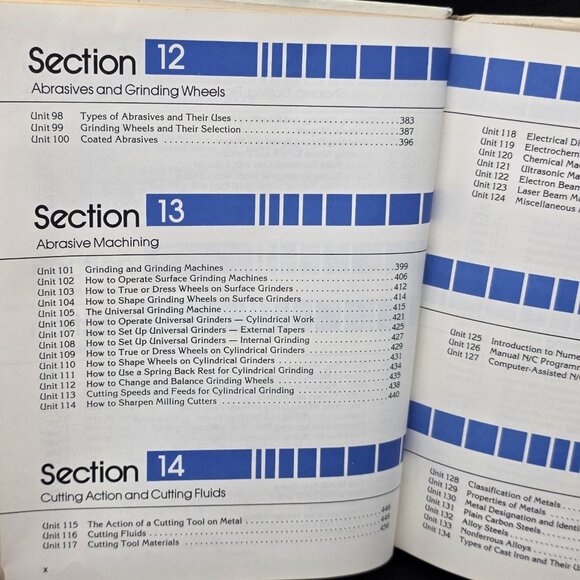 Section 12
Abrasives and Grinding Wheels
Unit 98 Types of Abrasives and Their Uses 383
Unit 99 Grinding Wheels and Their Selection 387
Unit 100 Coated Abrasives 396
Section 13
Abrasive Machining
Unit 101 Grinding and Grinding Machines 399
Unit 102 How to Operate Surface Grinding Machines 406
Unit 103 How to True or Dress Wheels on Surface Grinders 412
Unit 104 How to Shape Grinding Wheels on Surface Grinders 414
Unit 105 The Universal Grinding Machine 415
Unit 106 How to Operate Universal Grinders — Cylindrical Work 421
Unit 107 How to Set Up Universal Grinders — External Tapers 425
Unit 108 How to Set Up Universal Grinders — Internal Grinding 427
Unit 109 How to True or Dress Wheels on Cylindrical Grinders 429
Unit 110 How to Shape Wheels on Cylindrical Grinders 431
Unit 111 How to Use a Spring Back Rest for Cylindrical Grinding 434
Unit 112 How to Change and Balance Grinding Wheels 435
Unit 113 Cutting Speeds and Feeds for Cylindrical Grinding 438
Unit 114 How to Sharpen Milling Cutters 440
Section 14
Cutting Action and Cutting Fluids
Unit 115 The Action of a Cutting Tool on Metal 446
Unit 116 Cutting Fluids 449
Unit 117 Cutting Tool Materials 456
x
Unit 118 Electrical Di
Unit 119 Electrochem
Unit 120 Chemical Ma
Unit 121 Ultrasonic Ma
Unit 122 Electron Bean
Unit 123 Laser Beam M
Unit 124 Miscellaneous
Unit 125 Introduction to Nume
Unit 126 Manual N/C Programm
Unit 127 Computer-Assisted N/
Unit 128 Classification of Metals
Unit 129 Properties of Metals
Unit 130 Metal Designation and Identi
Unit 131 Plain Carbon Steels
Unit 132 Alloy Steels
Unit 133 Nonferrous Alloys
Unit 134 Types of Cast Iron and Their U